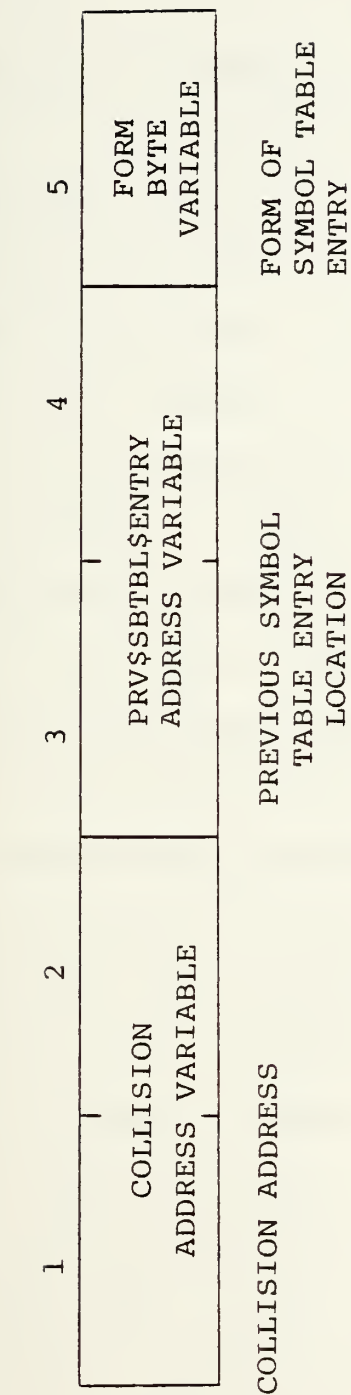 1 2 3 4 5
COLLISION
ADDRESS VARIABLE
PRV$SBTBL$ENTRY
ADDRESS VARIABLE
FORM
BYTE
VARIABLE
COLLISION ADDRESS
PREVIOUS SYMBOL
TABLE ENTRY
LOCATION
FORM OF
SYMBOL TABLE
ENTRY